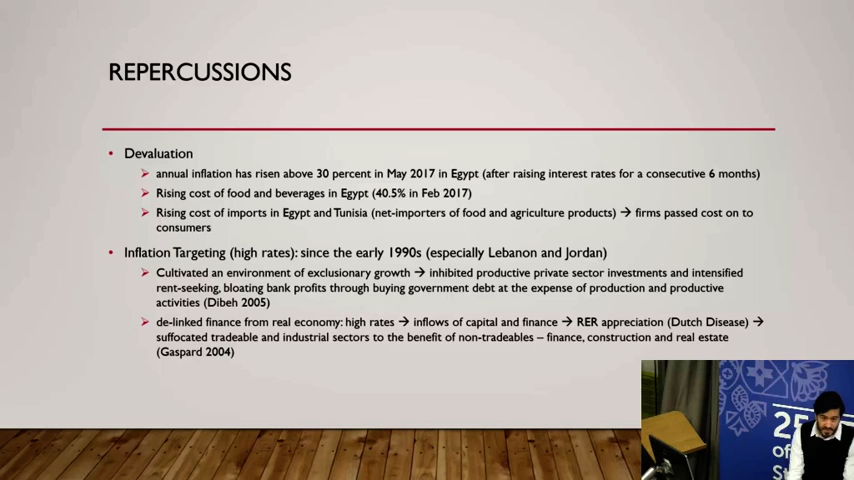 REPERCUSSIONS
• Devaluation
➢ annual inflation has risen above 30 percent in May 2017 in Egypt (after raising interest rates for a consecutive 6 months)
➢ Rising cost of food and beverages in Egypt (40.5% in Feb 2017)
➢ Rising cost of imports in Egypt and Tunisia (net-importers of food and agriculture products) → firms passed cost on to
consumers
• Inflation Targeting (high rates): since the early 1990s (especially Lebanon and Jordan)
➢ Cultivated an environment of exclusionary growth → inhibited productive private sector investments and intensified
rent-seeking, bloating bank profits through buying government debt at the expense of production and productive
activities (Dibeh 2005)
➢ de-linked finance from real economy: high rates → inflows of capital and finance → RER appreciation (Dutch Disease) →
suffocated tradeable and industrial sectors to the benefit of non-tradeables – finance, construction and real estate
(Gaspard 2004)
25
of
S